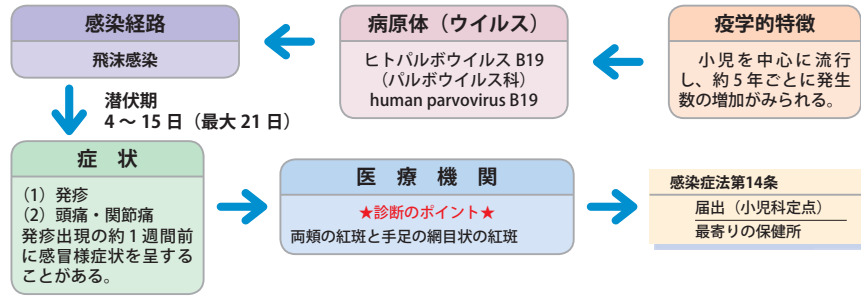 疫学的特徴
小児を中心に流行
し、約５年ごとに発生
数の増加がみられる。
病原体（ウイルス）
ヒトパルボウイルス B19
（パルボウイルス科）
human parvovirus B19
感染経路
飛沫感染
潜伏期
4 〜 15 日（最大 21 日）
症　状
（1）発疹
（2）頭痛・関節痛
発疹出現の約１週間前
に感冒様症状を呈する
ことがある。
医　療　機　関
★診断のポイント★
両頬の紅斑と手足の網目状の紅斑
感染症法第14条
届出（小児科定点）
最寄りの保健所